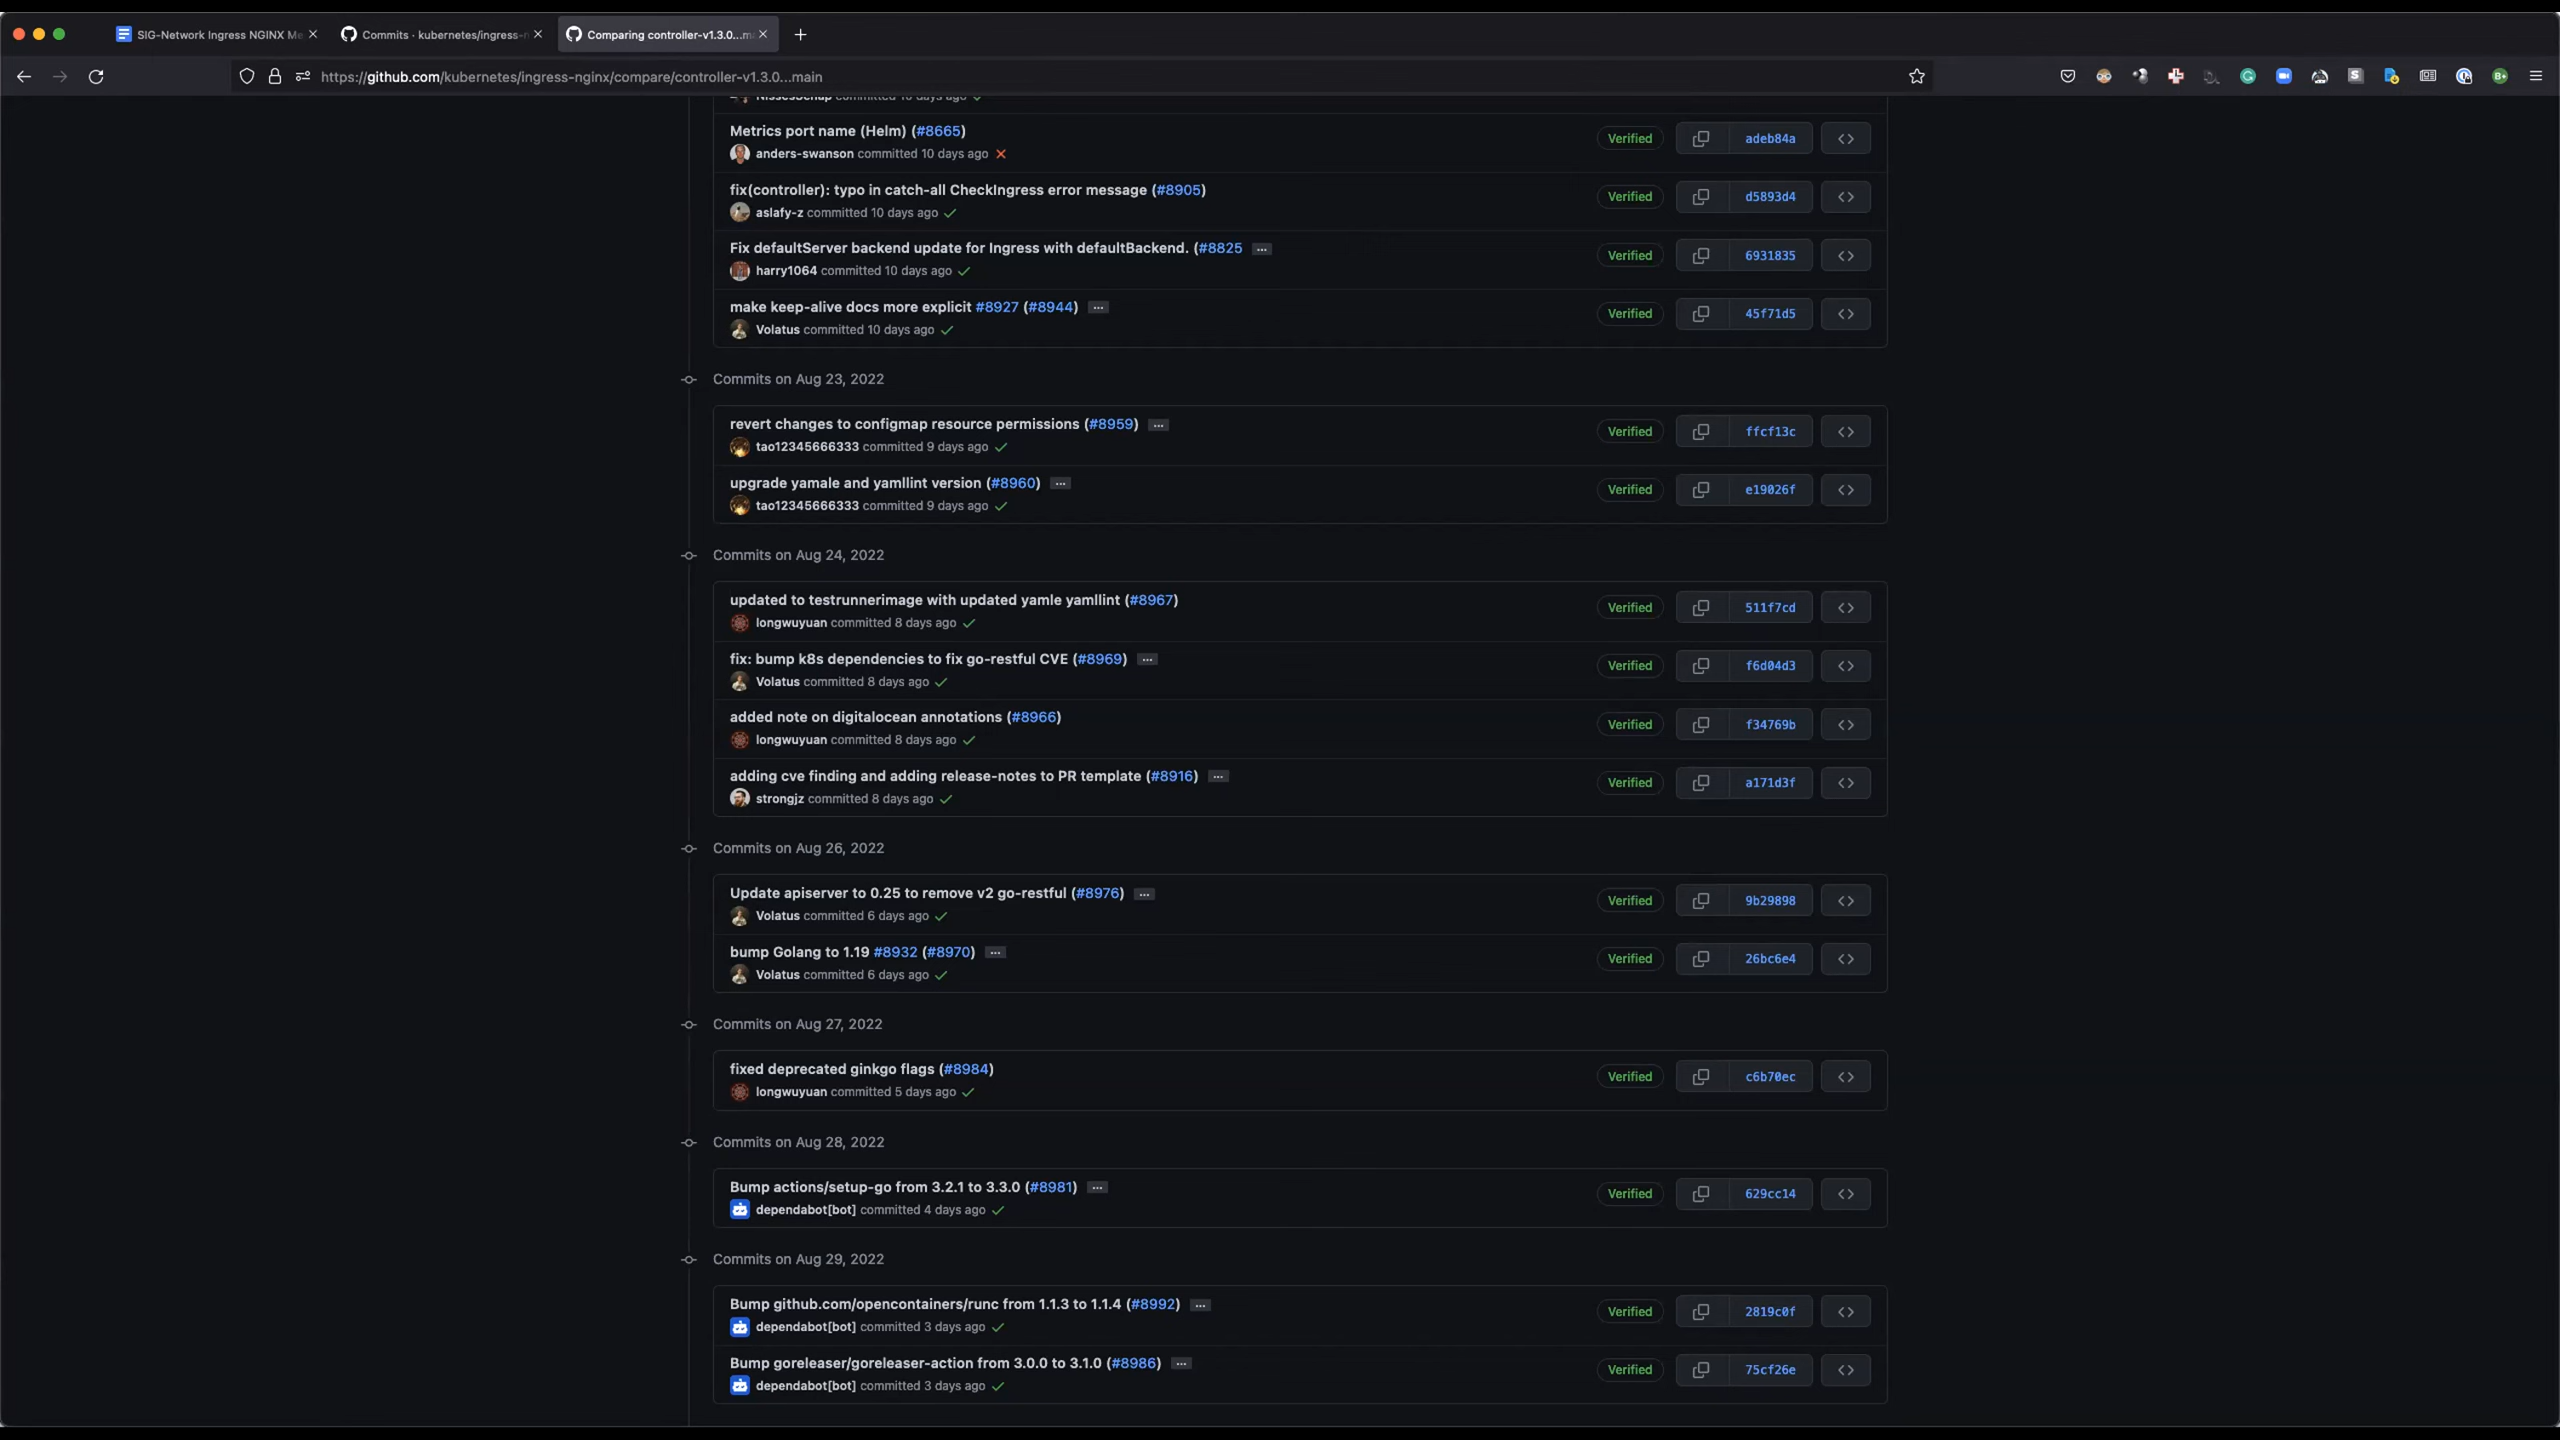 SIG-Network Ingress NGINX Me
Commits · kubernetes/ingress-n
Comparing controller-v1.3.0...m
https://github.com/kubernetes/ingress-nginx/compare/controller-v1.3.0...main
committed 10 days ago
Metrics port name (Helm) (#8665)
anders-swanson committed 10 days ago
Verified
adeb84a
fix(controller): typo in catch-all CheckIngress error message (#8905)
aslafy-z committed 10 days ago
Verified
d5893d4
Fix defaultServer backend update for Ingress with defaultBackend. (#8825 ...
harry1064 committed 10 days ago
Verified
6931835
make keep-alive docs more explicit #8927 (#8944) ...
Volatus committed 10 days ago
Verified
45f71d5
Commits on Aug 23, 2022
revert changes to configmap resource permissions (#8959) ...
tao12345666333 committed 9 days ago
Verified
ffcf13c
upgrade yamale and yamllint version (#8960) ...
tao12345666333 committed 9 days ago
Verified
e19026f
Commits on Aug 24, 2022
updated to testrunnerimage with updated yamle yamllint (#8967)
longwuyuan committed 8 days ago
Verified
511f7cd
fix: bump k8s dependencies to fix go-restful CVE (#8969) ...
Volatus committed 8 days ago
Verified
f6d04d3
added note on digitalocean annotations (#8966)
longwuyuan committed 8 days ago
Verified
f34769b
adding cve finding and adding release-notes to PR template (#8916) ...
strongjz committed 8 days ago
Verified
a171d3f
Commits on Aug 26, 2022
Update apiserver to 0.25 to remove v2 go-restful (#8976) ...
Volatus committed 6 days ago
Verified
9b29898
bump Golang to 1.19 #8932 (#8970) ...
Volatus committed 6 days ago
Verified
26bc6e4
Commits on Aug 27, 2022
fixed deprecated ginkgo flags (#8984)
longwuyuan committed 5 days ago
Verified
c6b70ec
Commits on Aug 28, 2022
Bump actions/setup-go from 3.2.1 to 3.3.0 (#8981) ...
dependabot[bot] committed 4 days ago
Verified
629cc14
Commits on Aug 29, 2022
Bump github.com/opencontainers/runc from 1.1.3 to 1.1.4 (#8992) ...
dependabot[bot] committed 3 days ago
Verified
2819c0f
Bump goreleaser/goreleaser-action from 3.0.0 to 3.1.0 (#8986) ...
dependabot[bot] committed 3 days ago
Verified
75cf26e